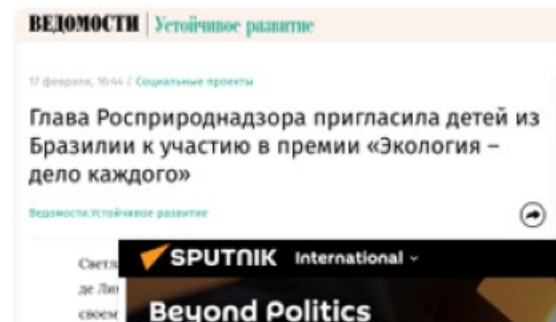 ВЕДОМОСТИ | Устойчивое развитие
17 февраля, 16:44 / Социальные проекты
Глава Росприроднадзора пригласила детей из
Бразилии к участию в премии «Экология –
дело каждого»
Ведомости.Устойчивое развитие
SPUTNIK International
Beyond Politics
своем